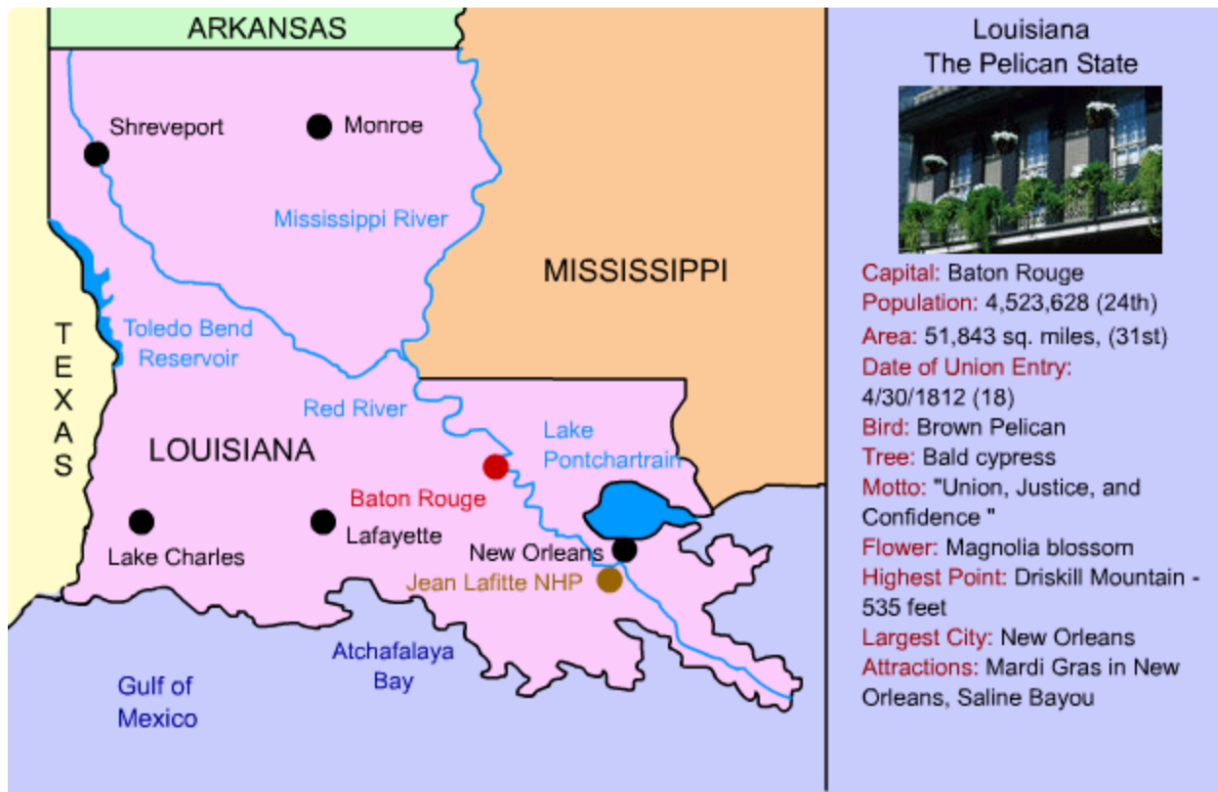 ARKANSAS
Shreveport
Monroe
Mississippi River
MISSISSIPPI
TEXAS
Toledo Bend
Reservoir
Red River
LOUISIANA
Lake
Pontchartrain
Baton Rouge
Lafayette
Lake Charles
New Orleans
Jean Lafitte NHP
Atchafalaya
Bay
Gulf of
Mexico
Louisiana
The Pelican State
Capital: Baton Rouge
Population: 4,523,628 (24th)
Area: 51,843 sq. miles, (31st)
Date of Union Entry:
4/30/1812 (18)
Bird: Brown Pelican
Tree: Bald cypress
Motto: "Union, Justice, and
Confidence "
Flower: Magnolia blossom
Highest Point: Driskill Mountain -
535 feet
Largest City: New Orleans
Attractions: Mardi Gras in New
Orleans, Saline Bayou